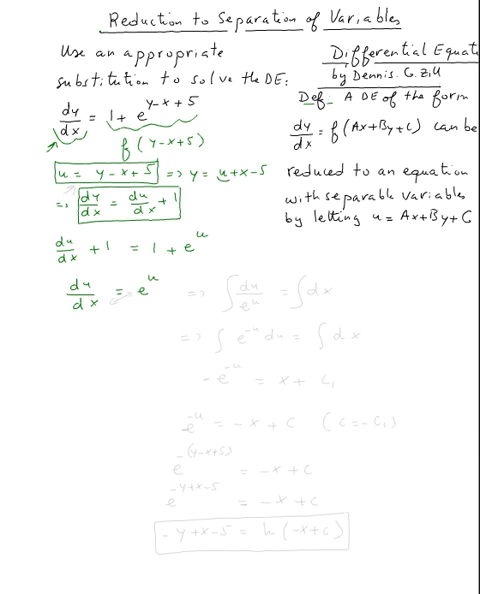 Reduction to Separation of Variables
Use an appropriate
substitution to solve the DE:
dy/dx = 1 + e^(y-x+5)
f(y-x+5)
u = y-x+5 => y = u+x-5
=> dy/dx = du/dx + 1
du/dx + 1 = 1 + e^u
du/dx = e^u
Differential Equat
by Dennis. G. Zill
Def: A DE of the form
dy/dx = f(Ax+By+C) can be
reduced to an equation
with separable variables
by letting u = Ax+By+C
=> ∫ du/e^u = ∫ dx
=> ∫ e^-u du = ∫ dx
-e^-u = x + C₁
e^-u = -x + C (C = -C₁)
e^-(y-x+5) = -x + C
e^-y+x-5 = -x + C
-y+x-5 = ln(-x+C)